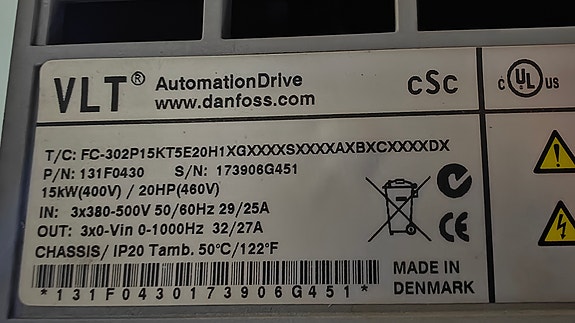 VLT® AutomationDrive
www.danfoss.com
cSc
c UL US
T/C: FC-302P15KT5E20H1XGXXXXSXXXXAXBXCXXXXDX
P/N: 131F0430 S/N: 173906G451
15kW(400V) / 20HP(460V)
IN: 3x380-500V 50/60Hz 29/25A
OUT: 3x0-Vin 0-1000Hz 32/27A
CHASSIS/ IP20 Tamb. 50°C/122°F
*131F0430173906G451*
MADE IN
DENMARK
CE